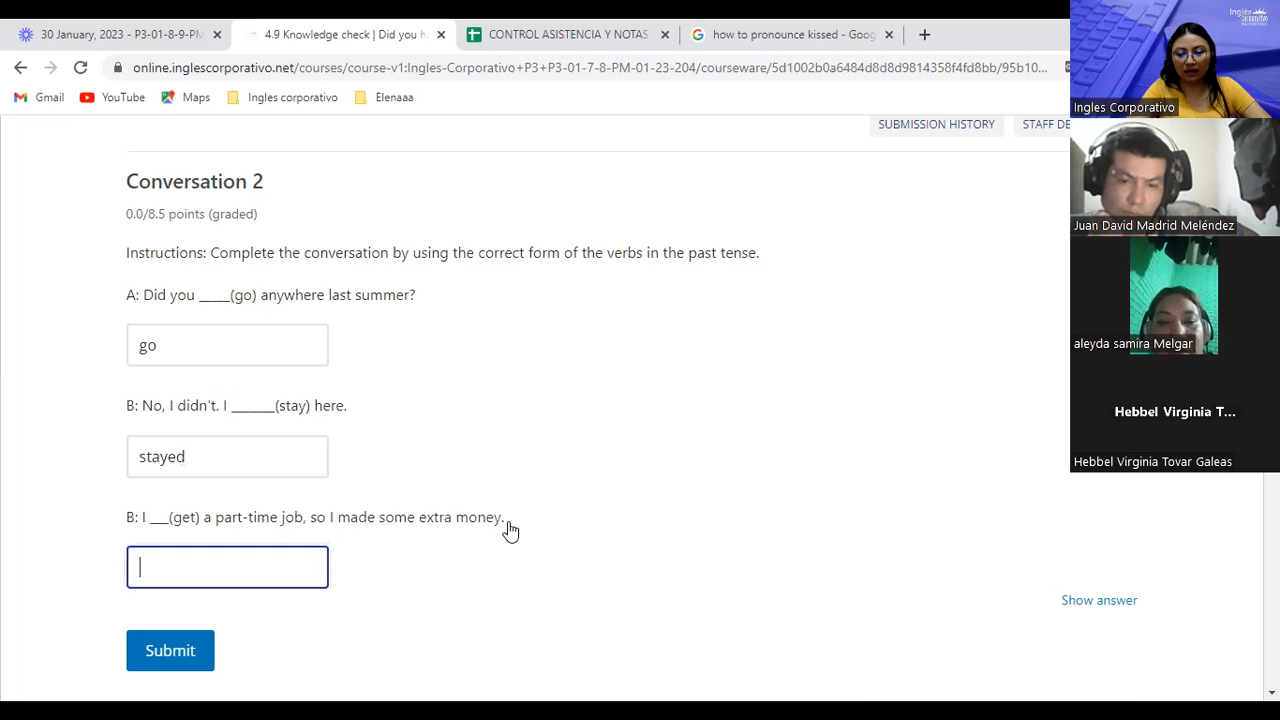 30 January, 2023 - P3-01-8-9-PM
4.9 Knowledge check | Did you h
CONTROL ASISTENCIA Y NOTAS
how to pronounce kissed - Goog
online.inglescorporativo.net/courses/course-v1:Ingles-Corporativo+P3+P3-01-7-8-PM-01-23-204/courseware/5d1002b0a6484d8d8d9814358f4fd8bb/95b10...
Gmail
YouTube
Maps
Ingles corporativo
Elenaaa
SUBMISSION HISTORY
STAFF DE
Conversation 2
0.0/8.5 points (graded)
Instructions: Complete the conversation by using the correct form of the verbs in the past tense.
A: Did you _____(go) anywhere last summer?
go
B: No, I didn't. I _______(stay) here.
stayed
B: I ___(get) a part-time job, so I made some extra money.
Show answer
Submit
Ingles
Corporativo
Ingles Corporativo
Juan David Madrid Meléndez
aleyda samira Melgar
Hebbel Virginia T...
Hebbel Virginia Tovar Galeas